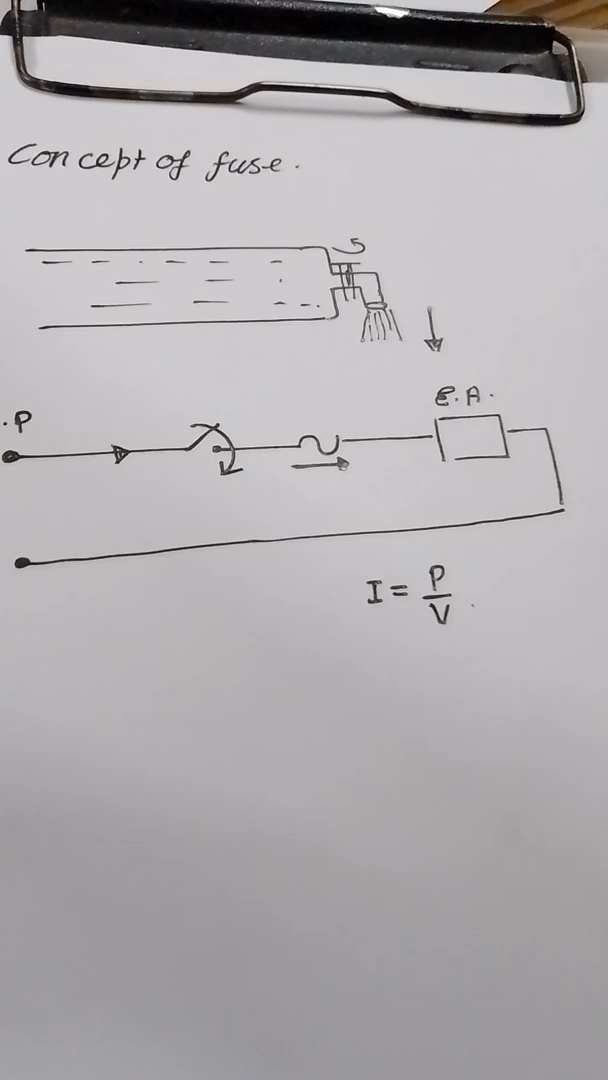 Concept of fuse.
.P
E.A.
I = P/V.